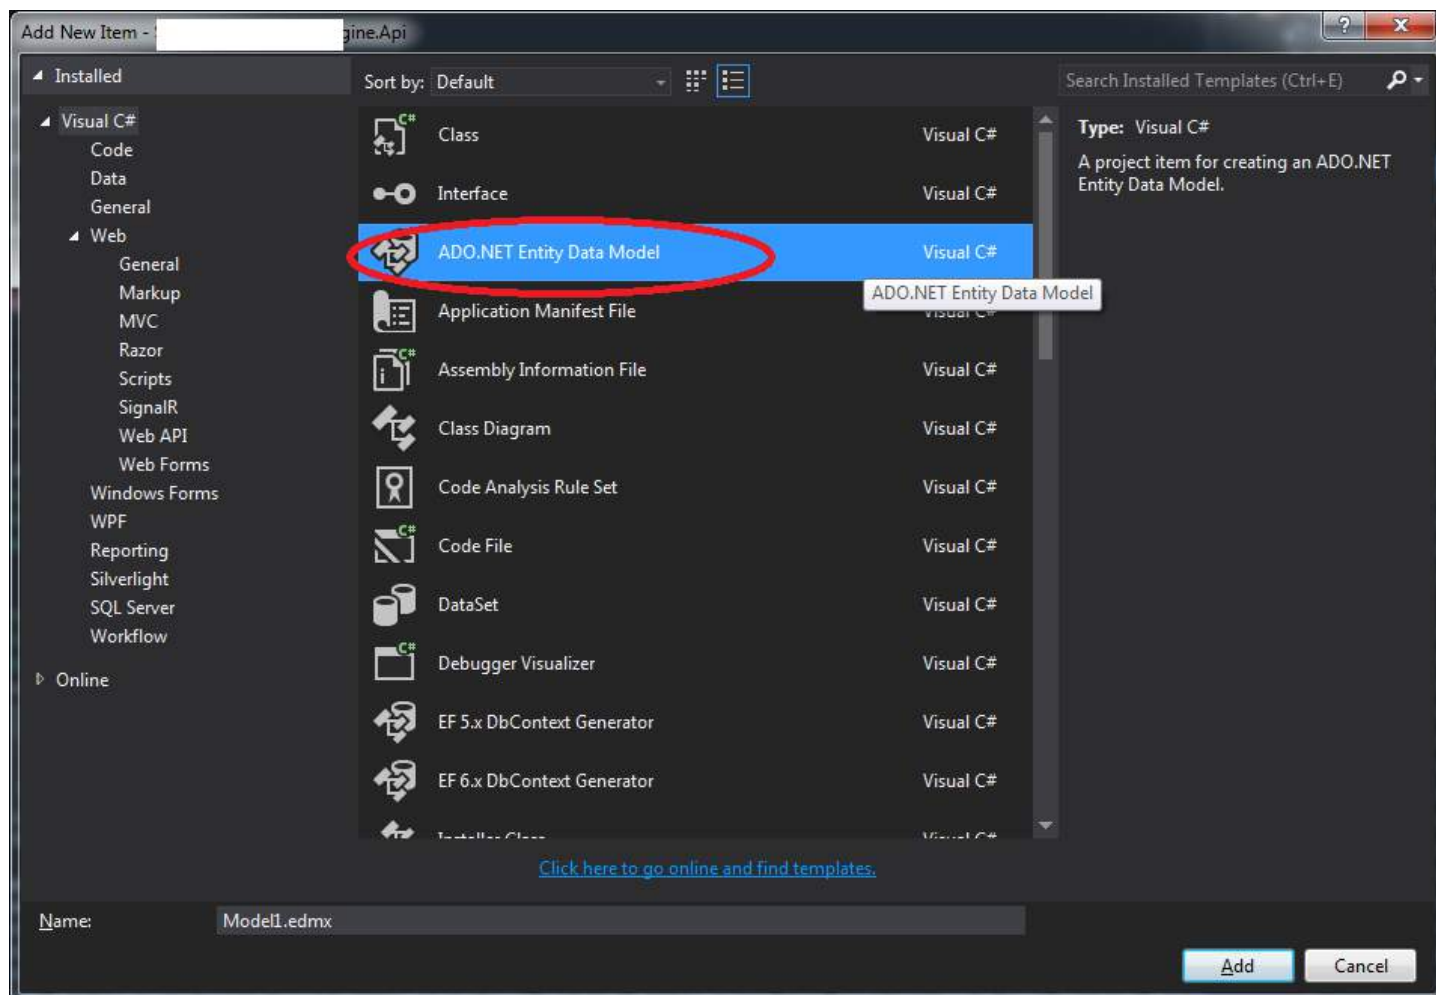 Add New Item - gine.Api
Installed
Sort by: Default
Search Installed Templates (Ctrl+E)
Visual C#
Code
Data
General
Web
General
Markup
MVC
Razor
Scripts
SignalR
Web API
Web Forms
Windows Forms
WPF
Reporting
Silverlight
SQL Server
Workflow
Online
Class Visual C#
Interface Visual C#
ADO.NET Entity Data Model Visual C#
ADO.NET Entity Data Model
Application Manifest File Visual C#
Assembly Information File Visual C#
Class Diagram Visual C#
Code Analysis Rule Set Visual C#
Code File Visual C#
DataSet Visual C#
Debugger Visualizer Visual C#
EF 5.x DbContext Generator Visual C#
EF 6.x DbContext Generator Visual C#
Installer Class Visual C#
Type: Visual C#
A project item for creating an ADO.NET
Entity Data Model.
Click here to go online and find templates.
Name: Model1.edmx
Add Cancel